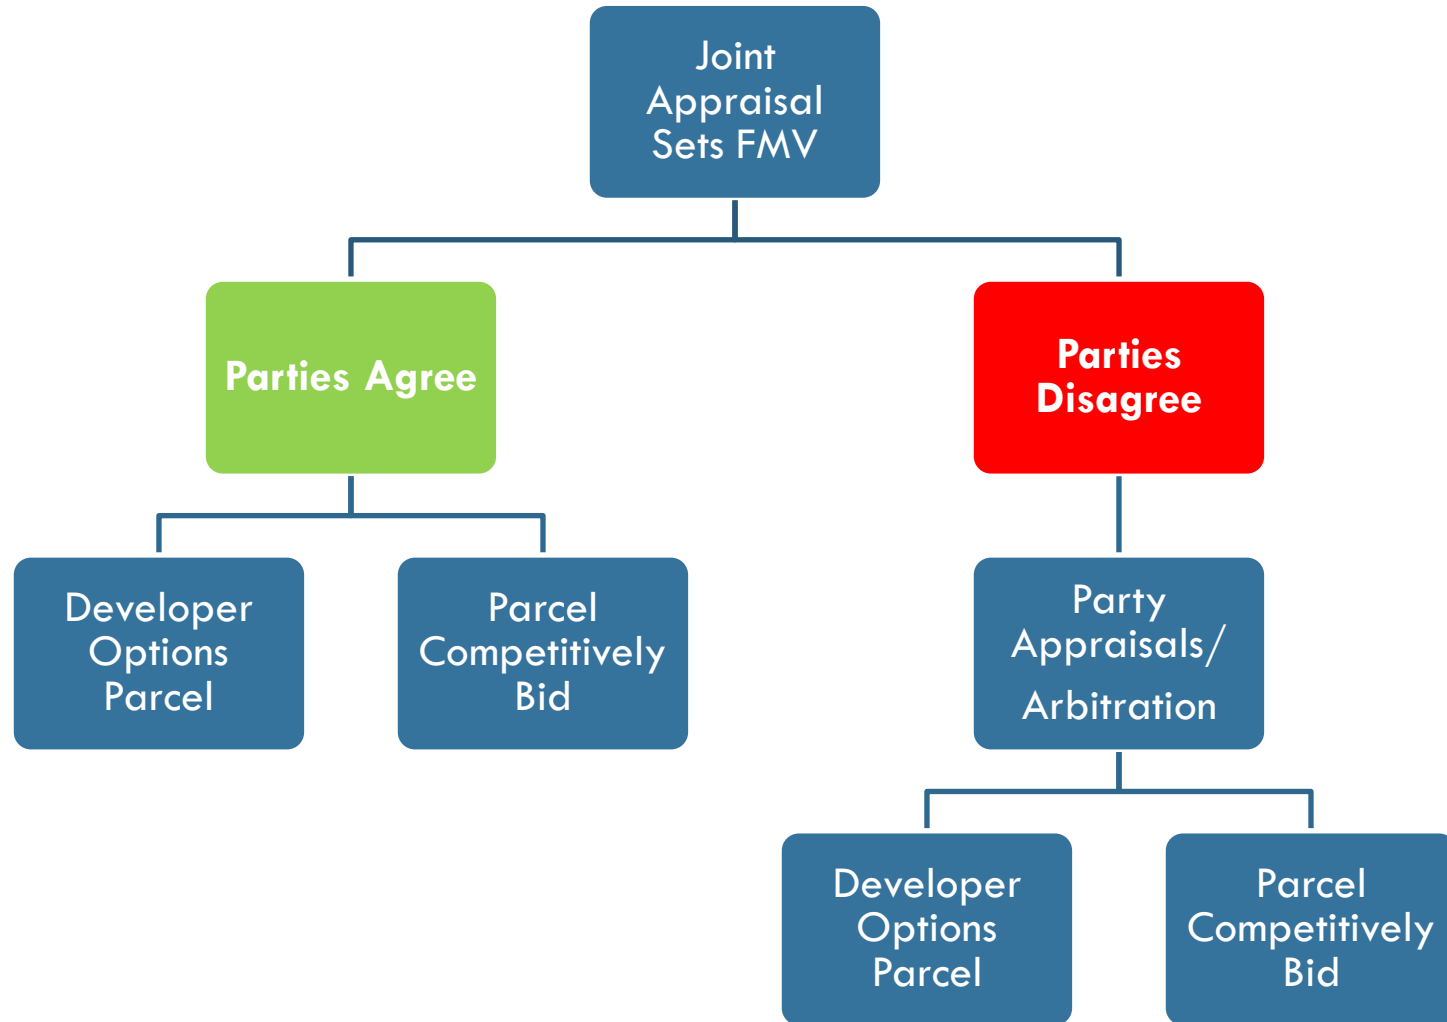 Joint
Appraisal
Sets FMV
Parties Agree
Parties
Disagree
Developer
Options
Parcel
Parcel
Competitively
Bid
Party
Appraisals/
Arbitration
Developer
Options
Parcel
Parcel
Competitively
Bid